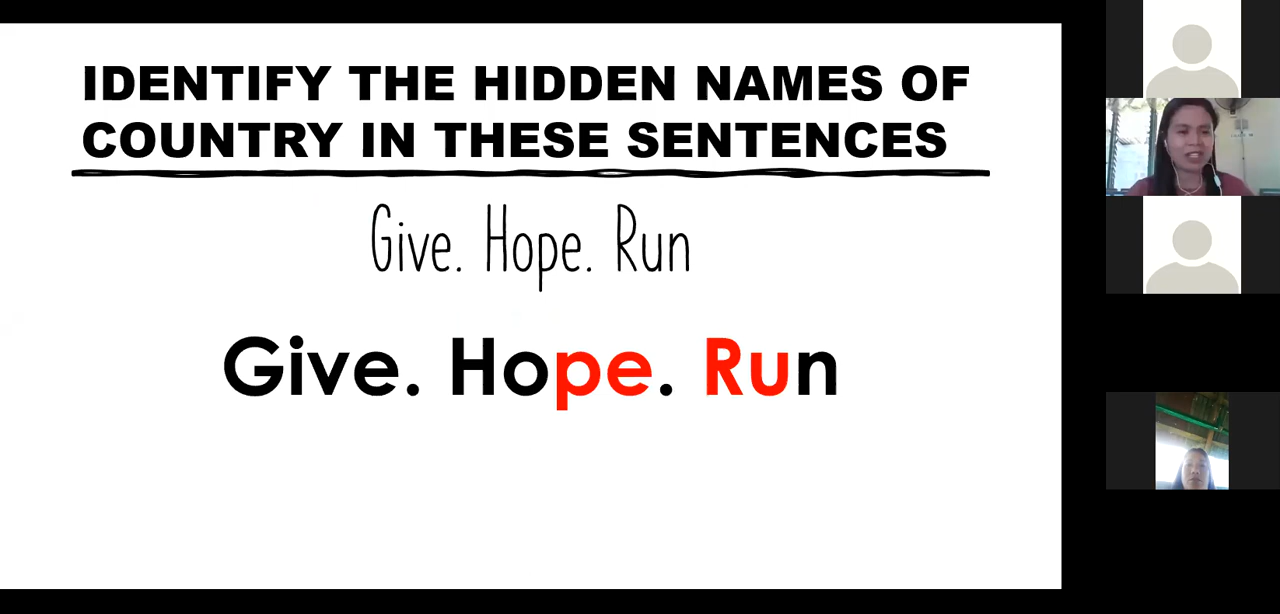 IDENTIFY THE HIDDEN NAMES OF
COUNTRY IN THESE SENTENCES
Give. Hope. Run
Give. Hope. Run